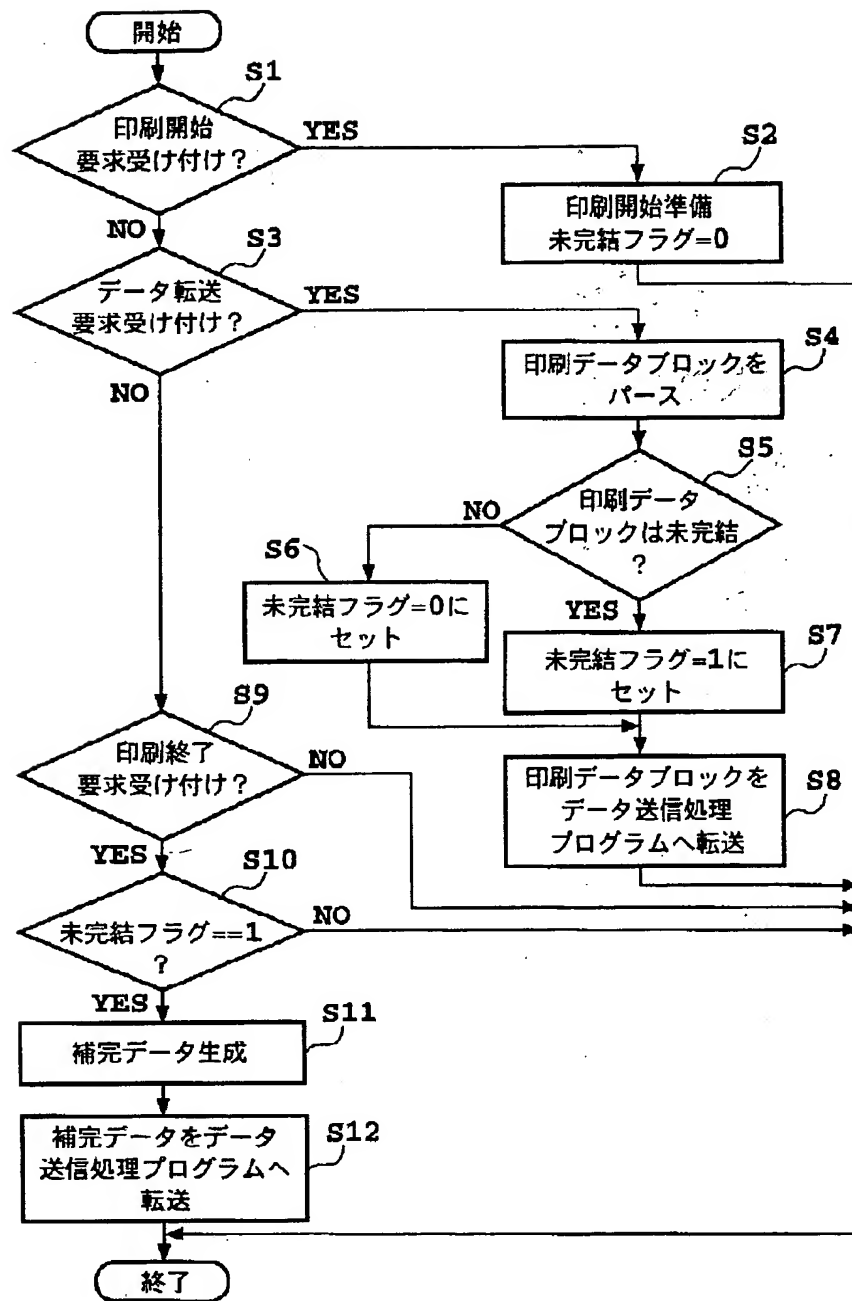 開始
S1
印刷開始
要求受け付け?
YES
S2
印刷開始準備
未完結フラグ=0
NO
S3
データ転送
要求受け付け?
YES
S4
印刷データブロックを
パース
NO
S5
印刷データ
ブロックは未完結
?
NO
S6
未完結フラグ=0に
セット
YES
S7
未完結フラグ=1に
セット
S9
印刷終了
要求受け付け?
NO
S8
印刷データブロックを
データ送信処理
プログラムへ転送
YES
S10
未完結フラグ==1
?
NO
YES
S11
補完データ生成
S12
補完データをデータ
送信処理プログラムへ
転送
終了